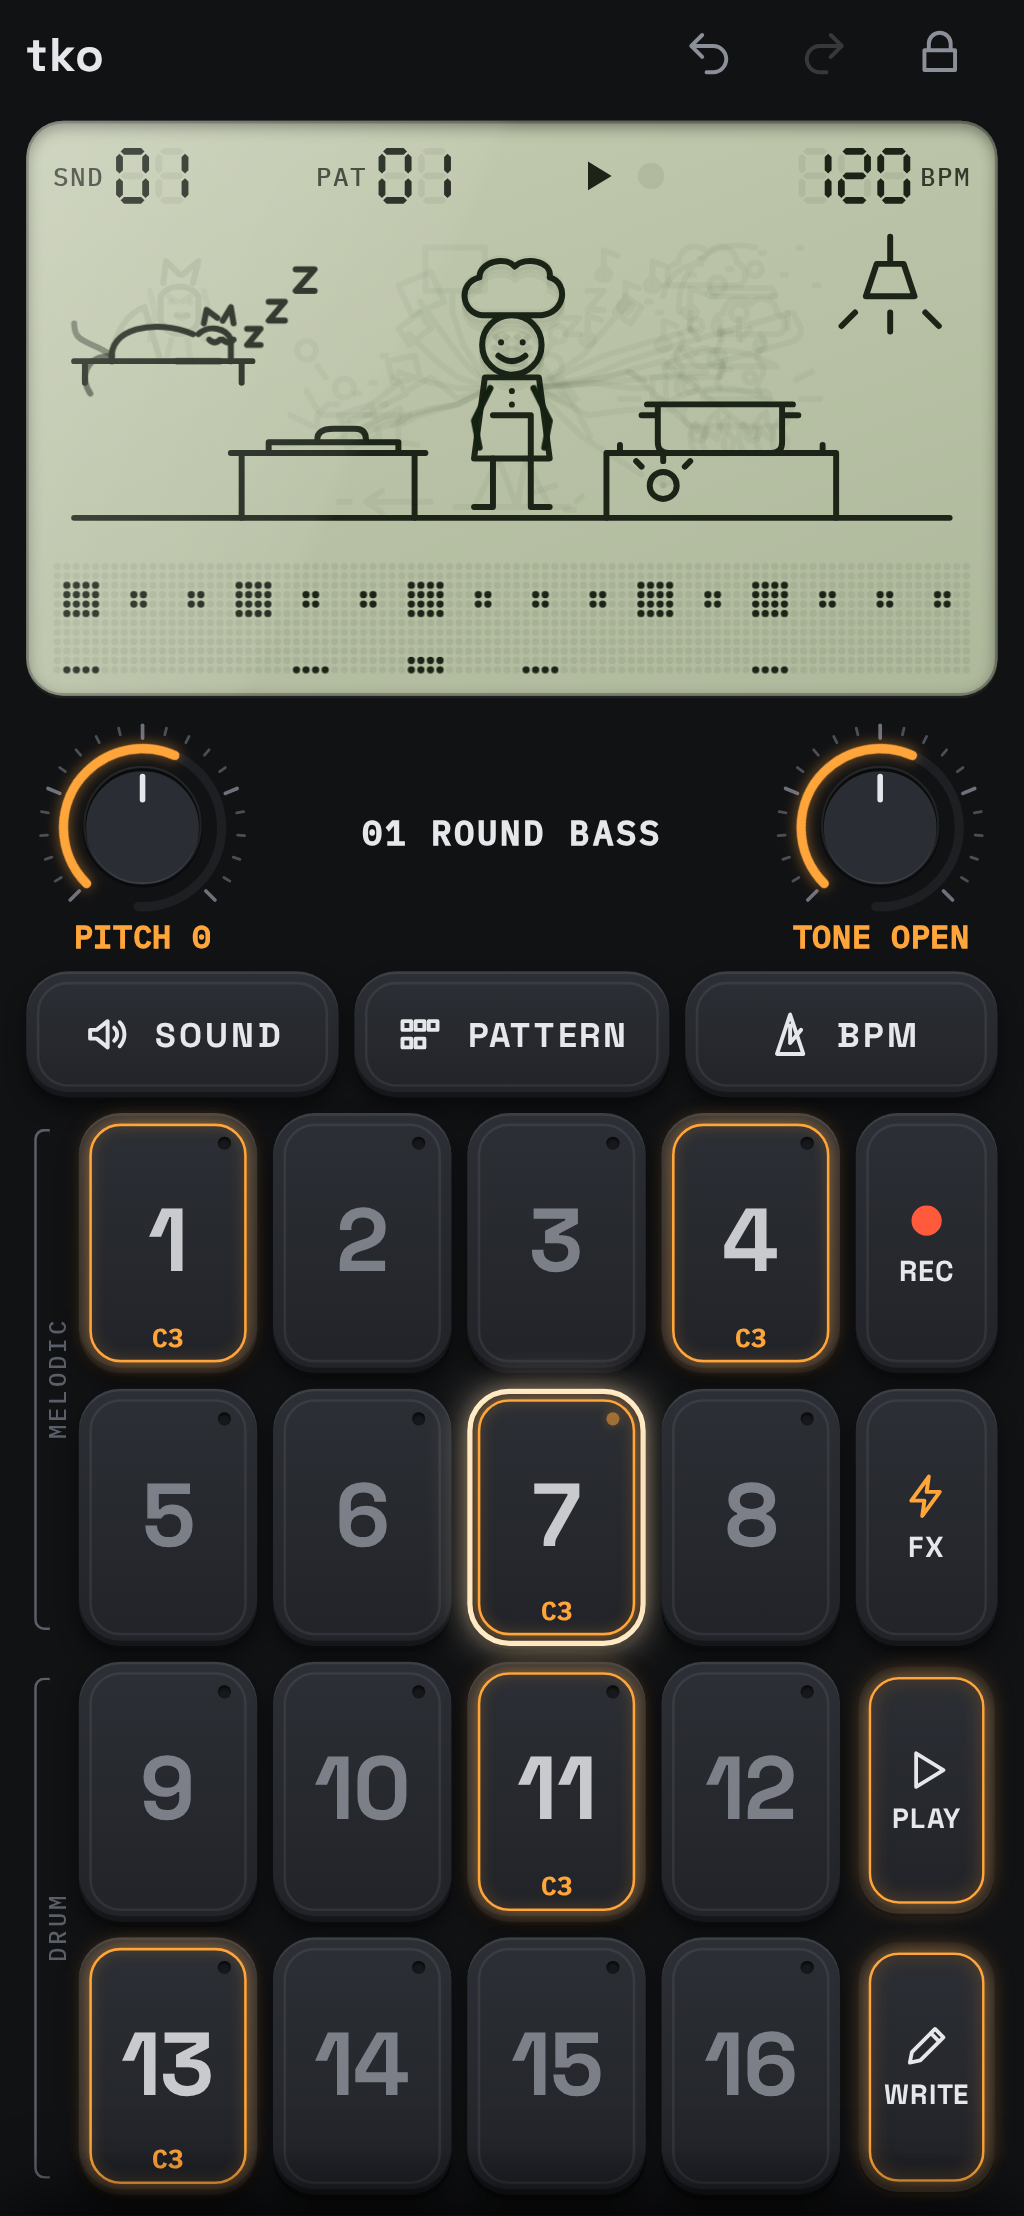 tko
SND 01 PAT 01 120 BPM
z z Z
01 ROUND BASS
PITCH 0 TONE OPEN
SOUND PATTERN BPM
MELODIC
1 2 3 4 REC
C3 C3
5 6 7 8 FX
C3
DRUM
9 10 11 12 PLAY
C3
13 14 15 16 WRITE
C3